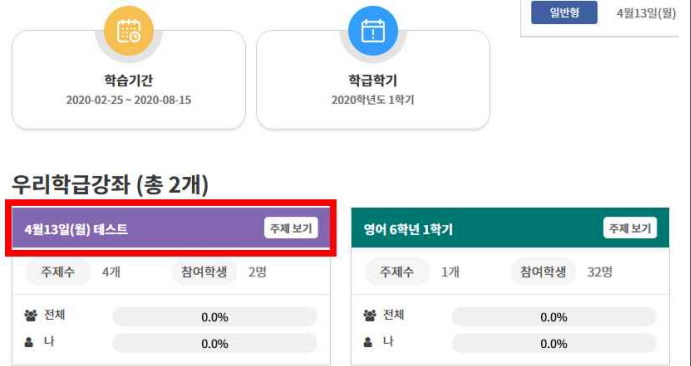 일반형 4월13일(월)
학습기간
2020-02-25 ~ 2020-08-15
학급학기
2020학년도 1학기
우리학급강좌 (총 2개)
4월13일(월) 테스트 주제 보기
주제수 4개 참여학생 2명
전체 0.0%
나 0.0%
영어 6학년 1학기 주제 보기
주제수 1개 참여학생 32명
전체 0.0%
나 0.0%